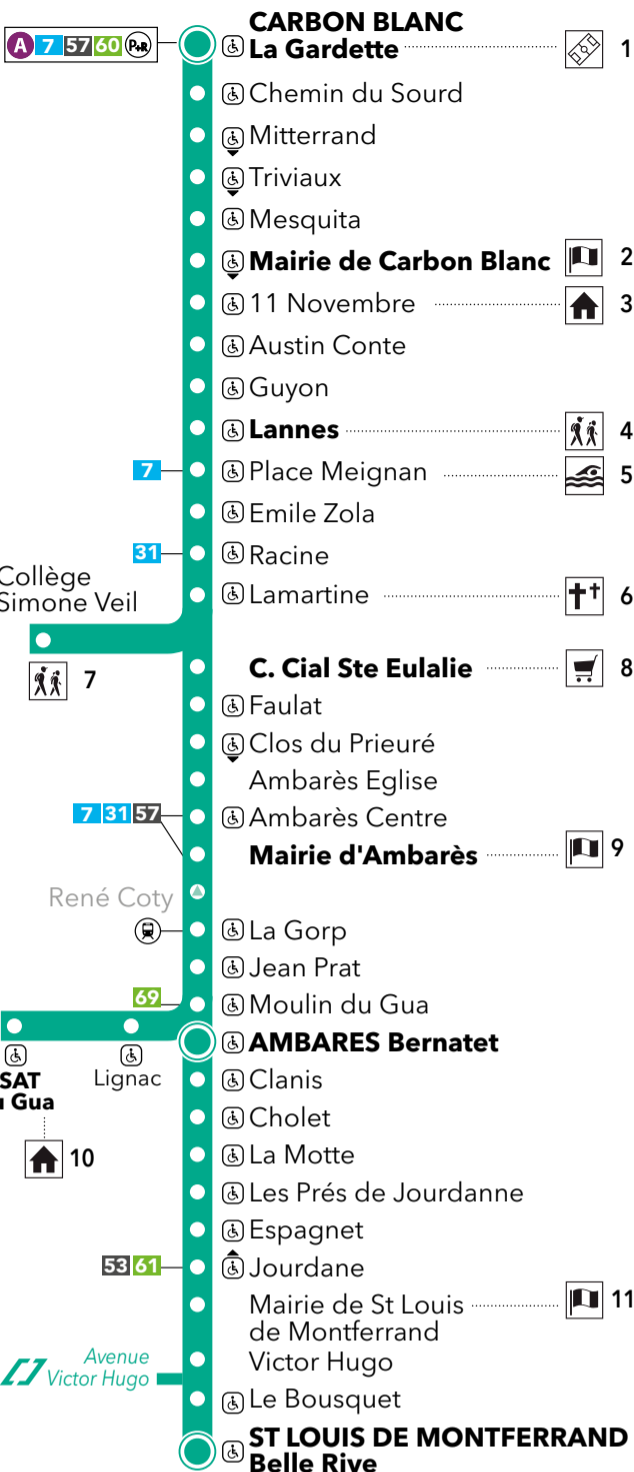 CARBON BLANC
A 7 57 60 P+R La Gardette 1
Chemin du Sourd
Mitterrand
Triviaux
Mesquita
Mairie de Carbon Blanc 2
11 Novembre 3
Austin Conte
Guyon
Lannes 4
7 Place Meignan 5
Emile Zola
31 Racine
Collège
Simone Veil
Lamartine 6
7
C. Cial Ste Eulalie 8
Faulat
Clos du Prieuré
Ambarès Eglise
7 31 57 Ambarès Centre
Mairie d'Ambarès 9
René Coty
La Gorp
Jean Prat
69 Moulin du Gua
AMBARES Bernatet
SAT
Gua
Lignac
10
Clanis
Cholet
La Motte
Les Prés de Jourdanne
Espagnet
53 61 Jourdane
Mairie de St Louis 11
de Montferrand
Avenue
Victor Hugo
Victor Hugo
Le Bousquet
ST LOUIS DE MONTFERRAND
Belle Rive